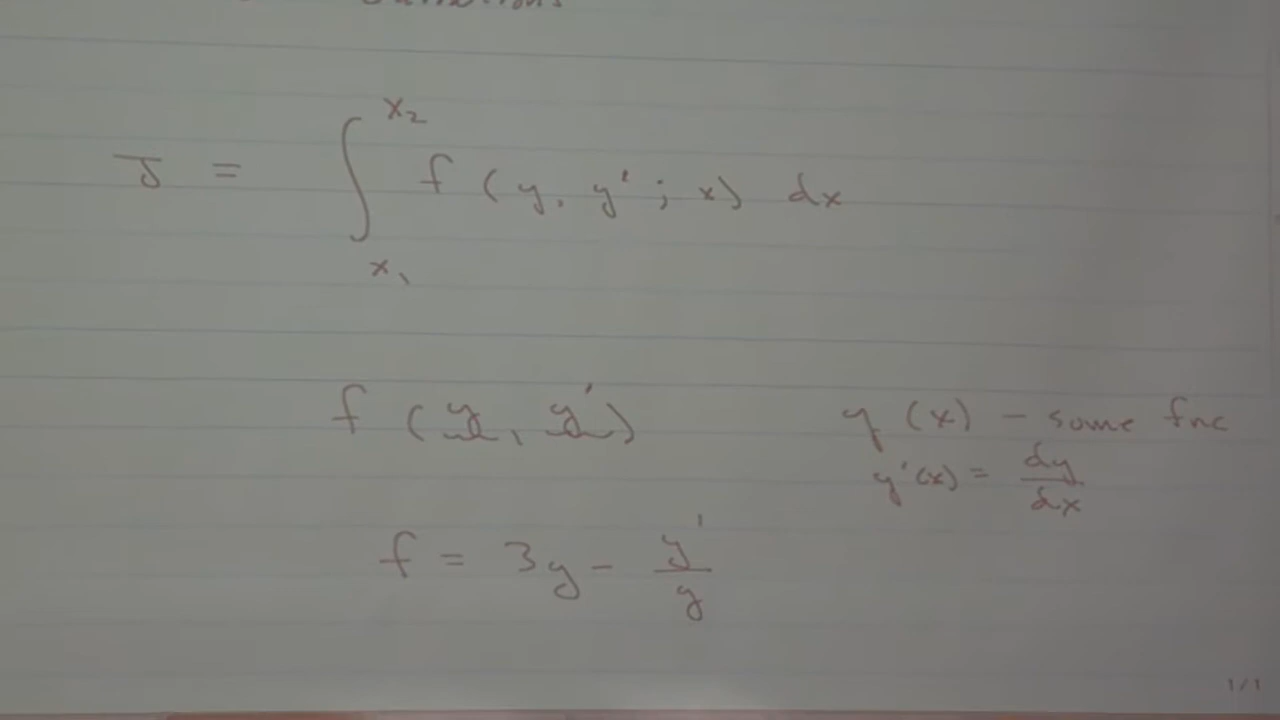 J = ∫ x₁ x₂ f (y, y' ; x) dx
f (y, y') y (x) - some fnc
y'(x) = dy/dx
f = 3y - y'/y
1/1